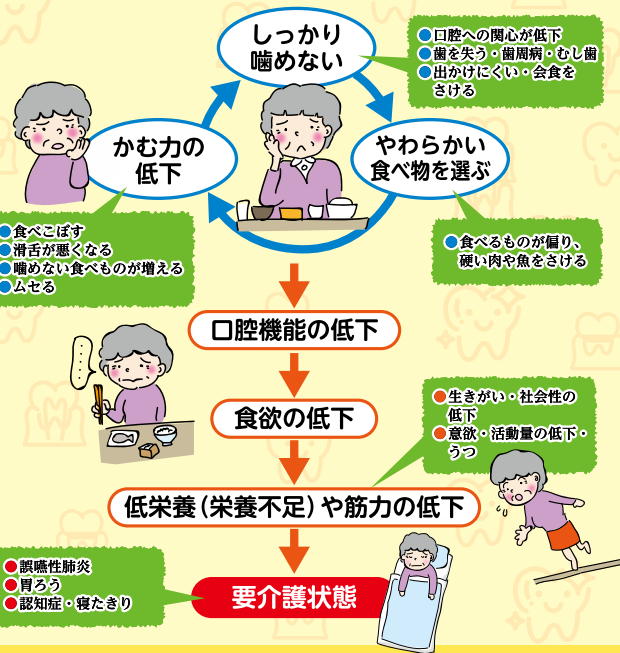 しっかり
噛めない
●口腔への関心が低下
●歯を失う・歯周病・むし歯
●出かけにくい・会食を
さける
かむ力の
低下
やわらかい
食べ物を選ぶ
●食べこぼす
●滑舌が悪くなる
●噛めない食べものが増える
●ムセる
●食べるものが偏り、
硬い肉や魚をさける
口腔機能の低下
食欲の低下
●生きがい・社会性の
低下
●意欲・活動量の低下・
うつ
低栄養（栄養不足）や筋力の低下
●誤嚥性肺炎
●胃ろう
●認知症・寝たきり
要介護状態